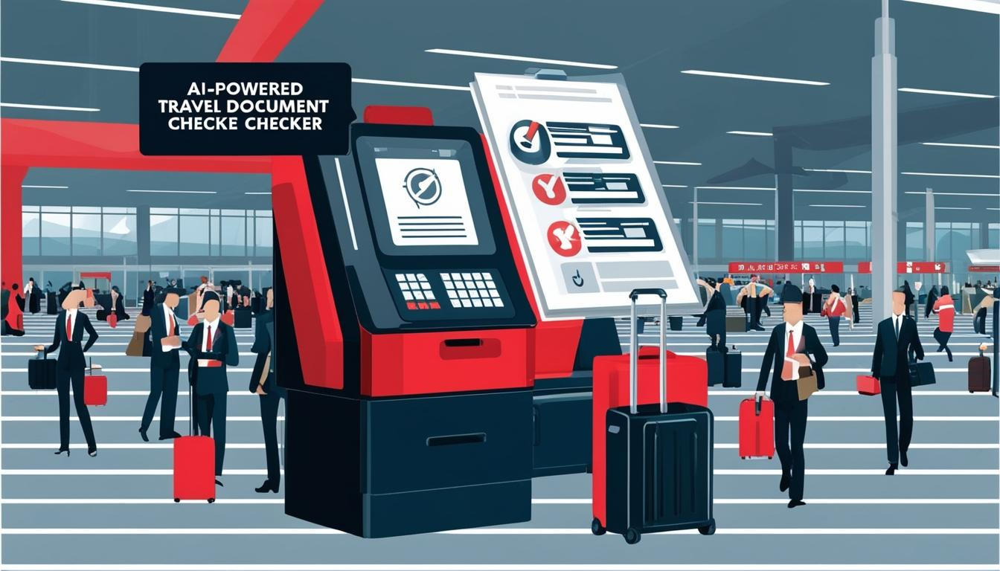 AI-POWERED
TRAVEL DOCUMENT
CHECKE CHECKER